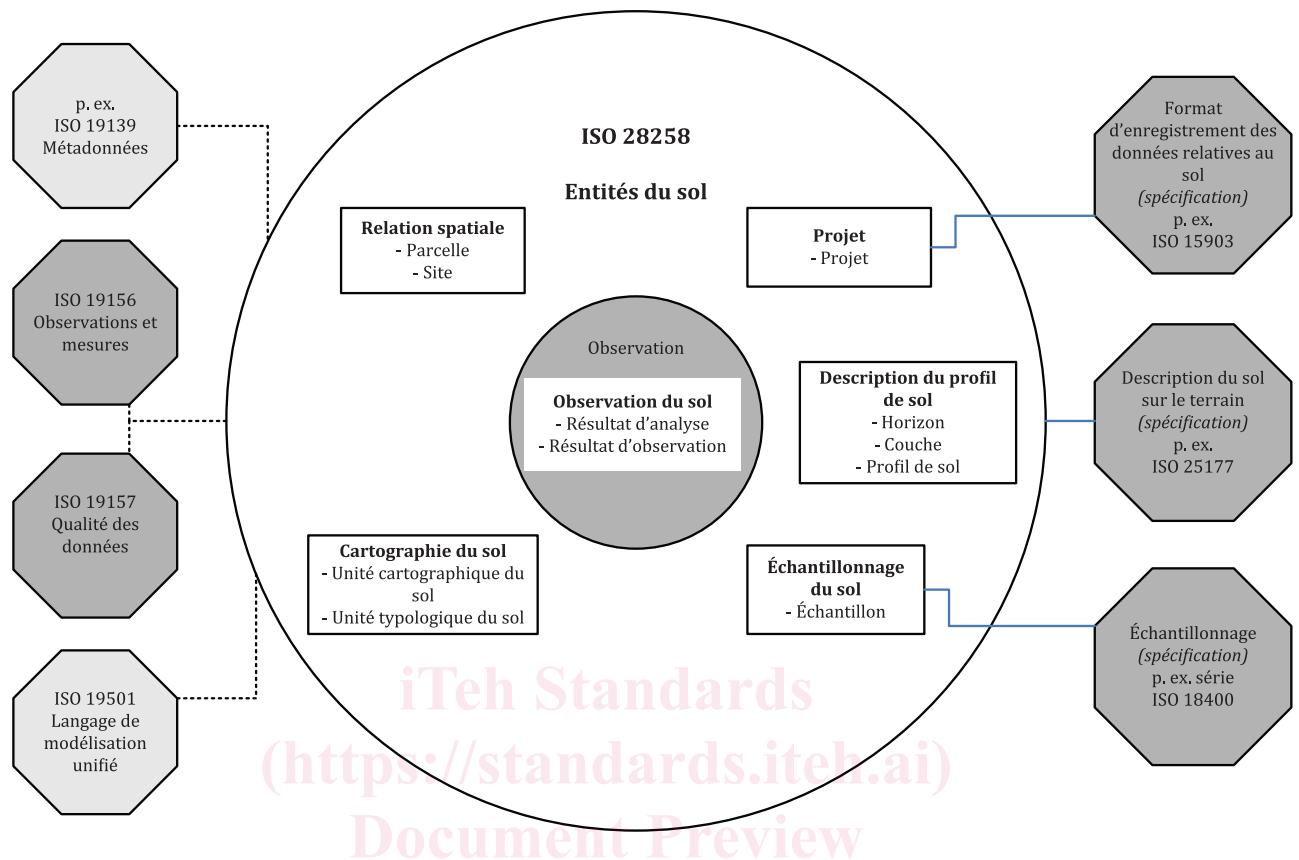 p. ex.
ISO 19139
Métadonnées
ISO 19156
Observations et
mesures
ISO 19157
Qualité des
données
ISO 19501
Langage de
modélisation
unifié
ISO 28258
Entités du sol
Relation spatiale
- Parcelle
- Site
Projet
- Projet
Observation
Observation du sol
- Résultat d'analyse
- Résultat d'observation
Description du profil
de sol
- Horizon
- Couche
- Profil de sol
Cartographie du sol
- Unité cartographique du
sol
- Unité typologique du sol
Échantillonnage
du sol
- Échantillon
Format
d'enregistrement des
données relatives au
sol
(spécification)
p. ex.
ISO 15903
Description du sol
sur le terrain
(spécification)
p. ex.
ISO 25177
Échantillonnage
(spécification)
p. ex. série
ISO 18400
iTeh Standards
(https://standards.iteh.ai)
Document Preview